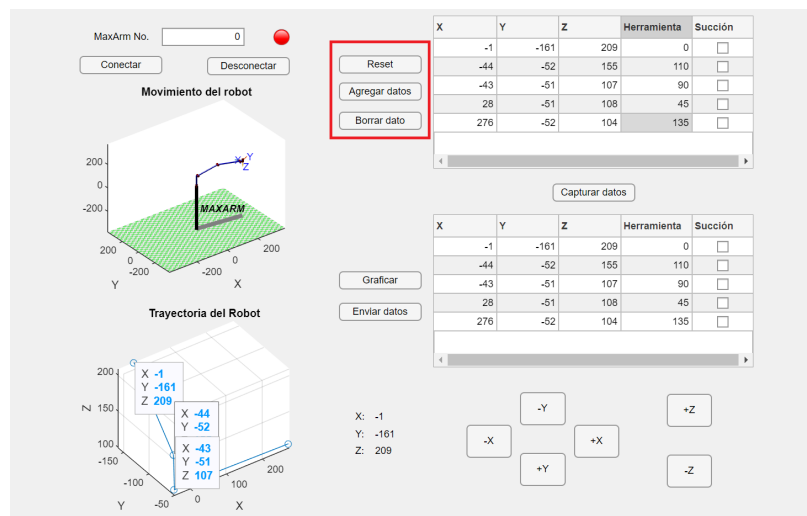 MaxArm No. 0
Conectar Desconectar
Movimiento del robot
200
0
-200
MAXARM
X Y
Z
200
0
-200
Y
-200
0
200
X
Trayectoria del Robot
200
150
100
Z
-150
-100
-50
Y
0
100
200
X
X -1
Y -161
Z 209
X -44
Y -52
X -43
Y -51
Z 107
Reset
Agregar datos
Borrar dato
X Y Z Herramienta Succión
-1 -161 209 0
-44 -52 155 110
-43 -51 107 90
28 -51 108 45
276 -52 104 135
Capturar datos
X Y Z Herramienta Succión
-1 -161 209 0
-44 -52 155 110
-43 -51 107 90
28 -51 108 45
276 -52 104 135
Graficar
Enviar datos
X: -1
Y: -161
Z: 209
-Y
-X +X
+Y
+Z
-Z